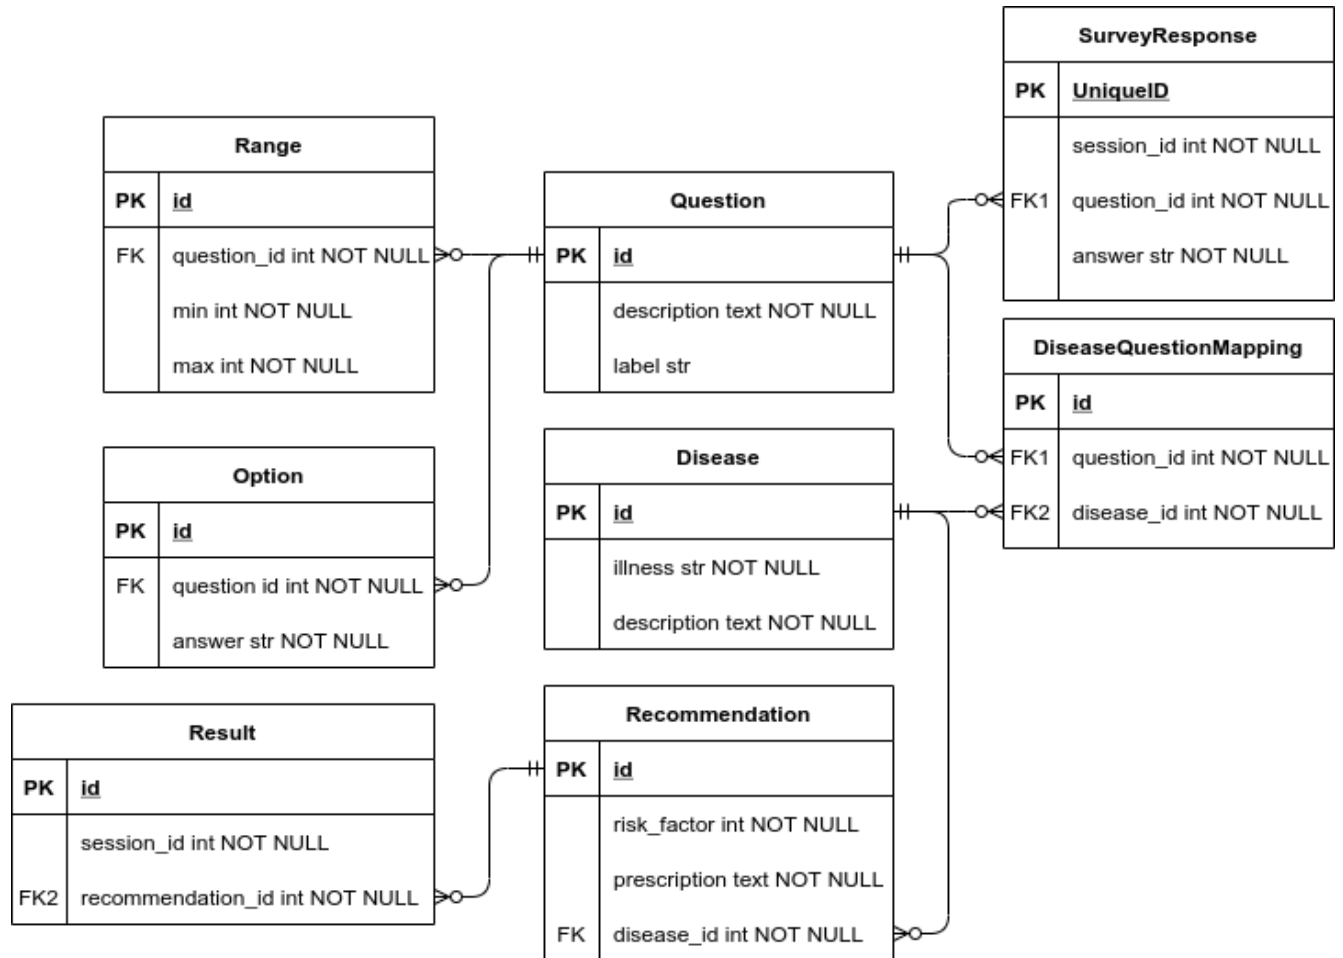 SurveyResponse
PK UniqueID
session_id int NOT NULL
FK1 question_id int NOT NULL
answer str NOT NULL
Range
PK id
FK question_id int NOT NULL
min int NOT NULL
max int NOT NULL
Question
PK id
description text NOT NULL
label str
DiseaseQuestionMapping
PK id
FK1 question_id int NOT NULL
FK2 disease_id int NOT NULL
Option
PK id
FK question id int NOT NULL
answer str NOT NULL
Disease
PK id
illness str NOT NULL
description text NOT NULL
Result
PK id
session_id int NOT NULL
FK2 recommendation_id int NOT NULL
Recommendation
PK id
risk_factor int NOT NULL
prescription text NOT NULL
FK disease_id int NOT NULL